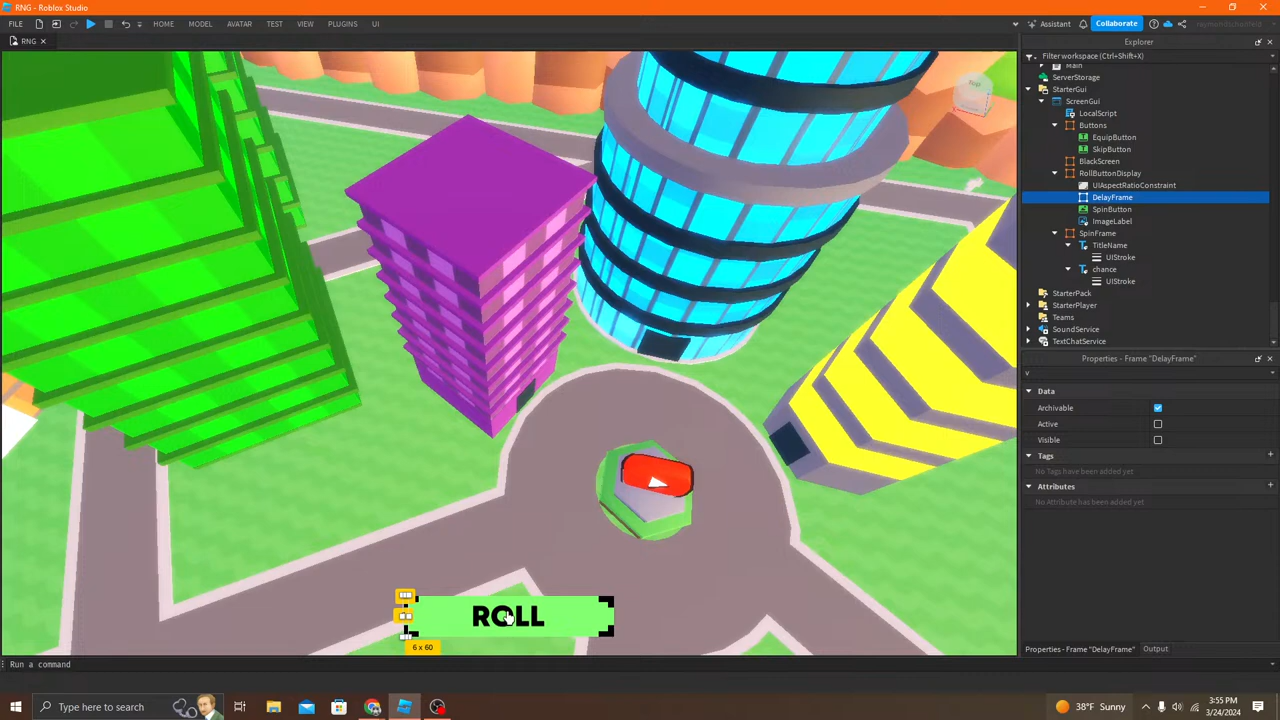 RNG - Roblox Studio
FILE
HOME
MODEL
AVATAR
TEST
VIEW
PLUGINS
UI
Assistant
Collaborate
RNG
Explorer
Filter workspace (Ctrl+Shift+X)
Main
ServerStorage
StarterGui
ScreenGui
LocalScript
Buttons
EquipButton
SkipButton
BlackScreen
RollButtonDisplay
UIAspectRatioConstraint
DelayFrame
SpinButton
ImageLabel
SpinFrame
TitleName
UIStroke
chance
UIStroke
StarterPack
StarterPlayer
Teams
SoundService
TextChatService
Properties - Frame "DelayFrame"
v
Data
Archivable
Active
Visible
Tags
No Tags have been added yet
Attributes
No Attribute has been added yet
ROLL
6 x 60
Properties - Frame "DelayFrame"
Output
Run a command
Type here to search
38°F Sunny
3:55 PM
3/24/2024